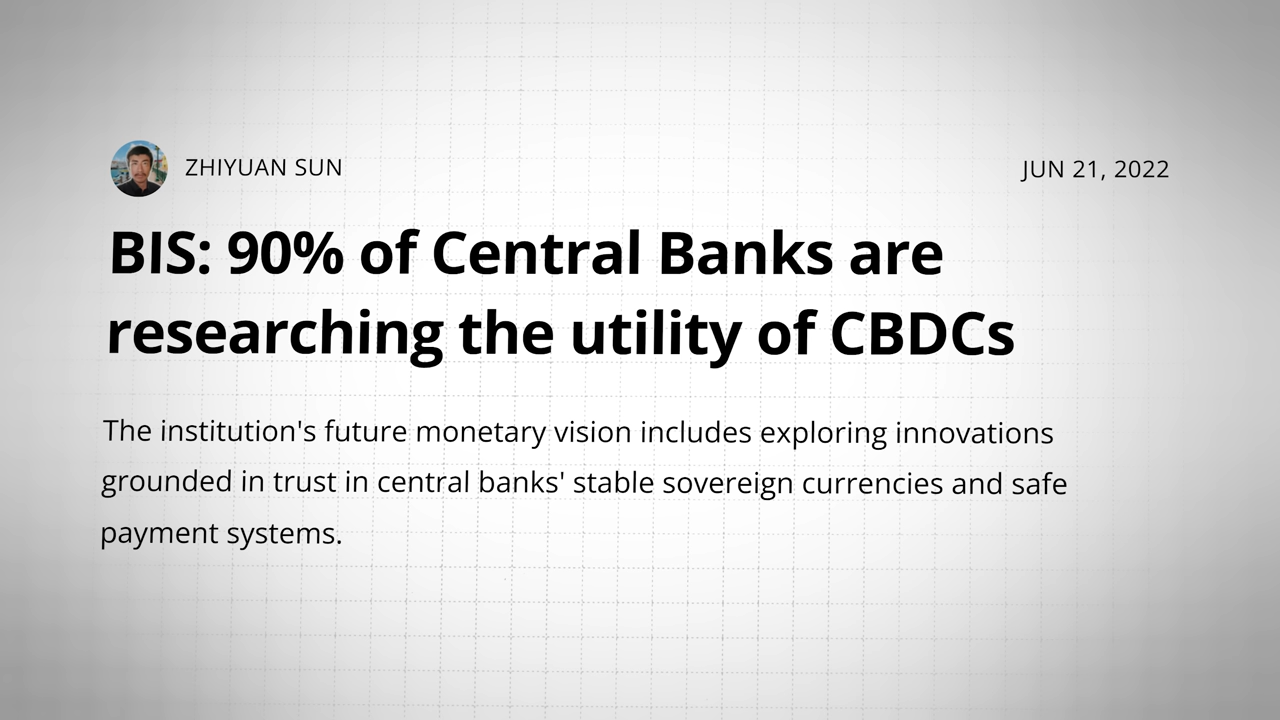 ZHIYUAN SUN
JUN 21, 2022
BIS: 90% of Central Banks are
researching the utility of CBDCs
The institution's future monetary vision includes exploring innovations
grounded in trust in central banks' stable sovereign currencies and safe
payment systems.